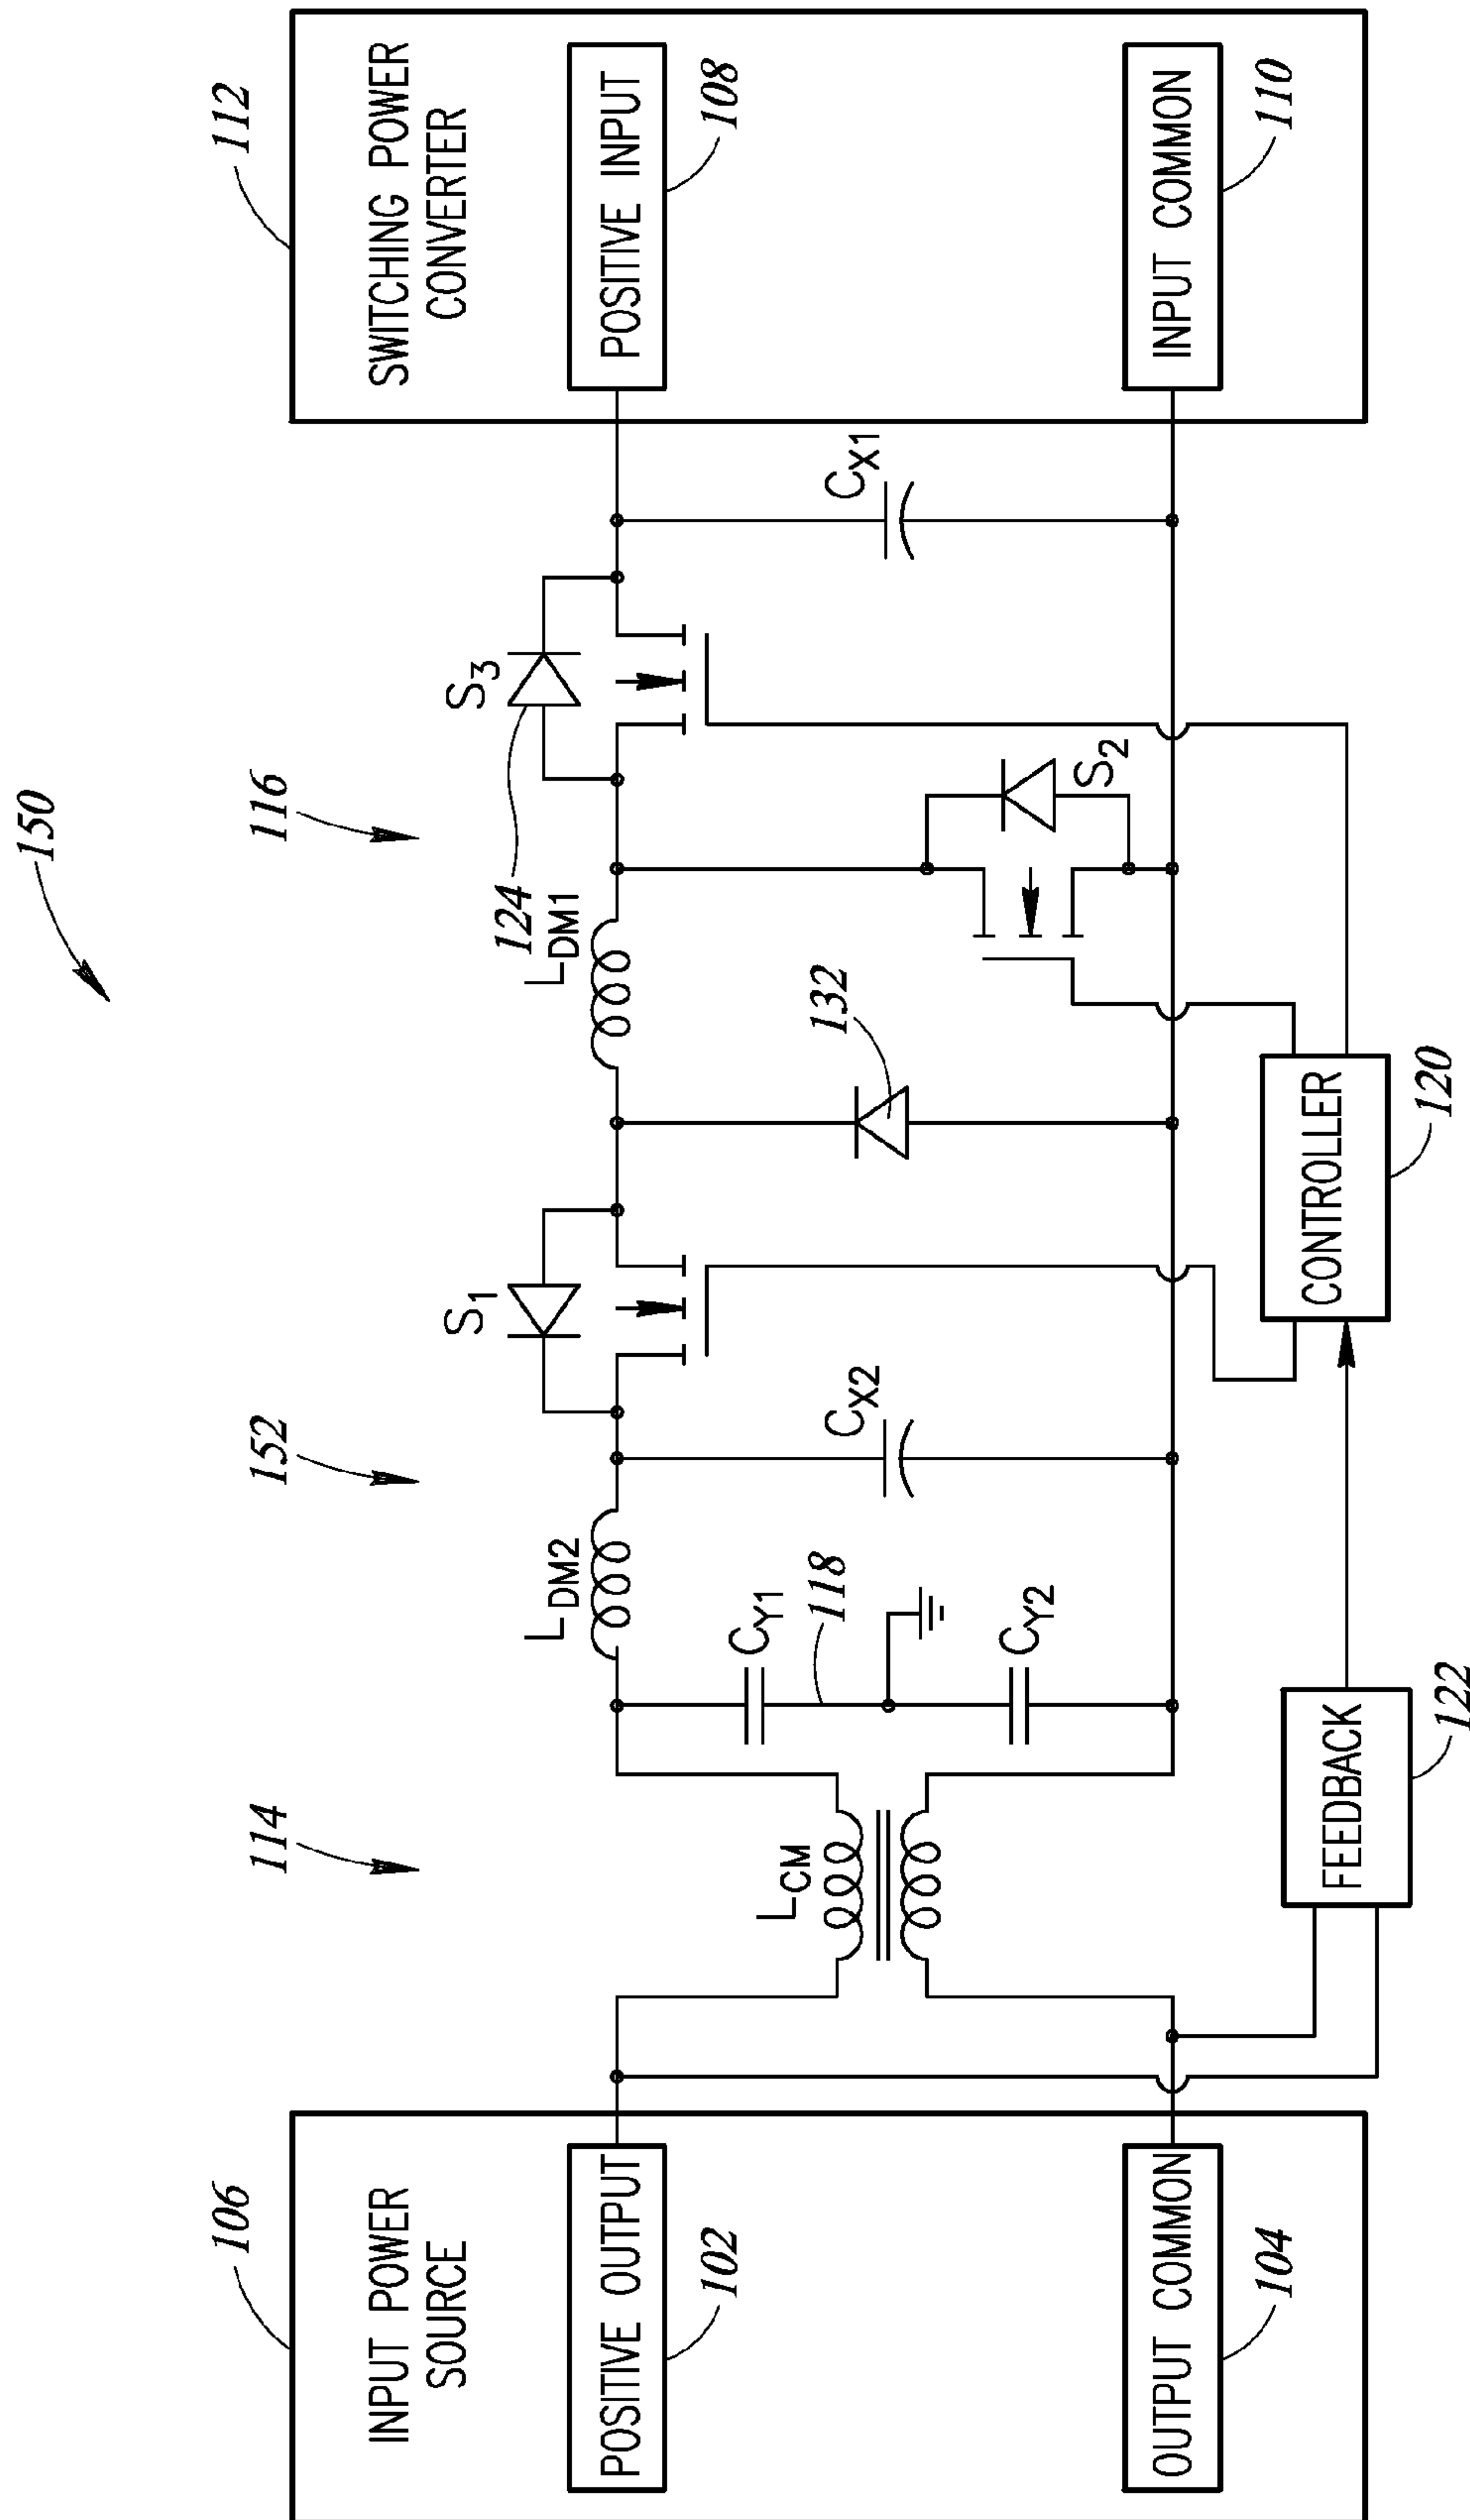 150
106
INPUT POWER
SOURCE
POSITIVE OUTPUT
102
OUTPUT COMMON
104
114
152
116
112
SWITCHING POWER
CONVERTER
POSITIVE INPUT
108
INPUT COMMON
110
LCM
LDM2
CY1
118
CY2
CX2
S1
132
LDM1
124
S3
S2
CX1
FEEDBACK
122
CONTROLLER
120